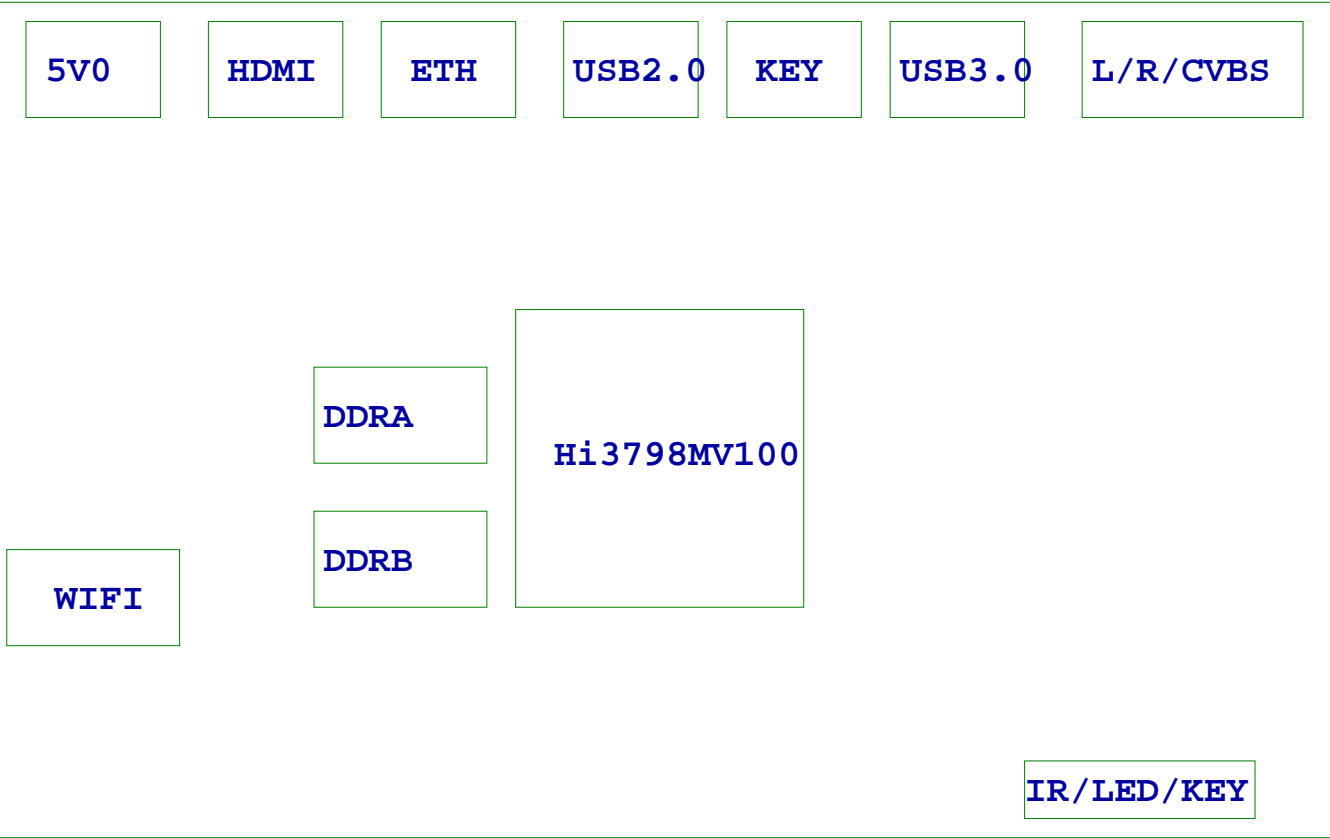 5V0
HDMI
ETH
USB2.0
KEY
USB3.0
L/R/CVBS
DDRA
Hi3798MV100
DDRB
WIFI
IR/LED/KEY